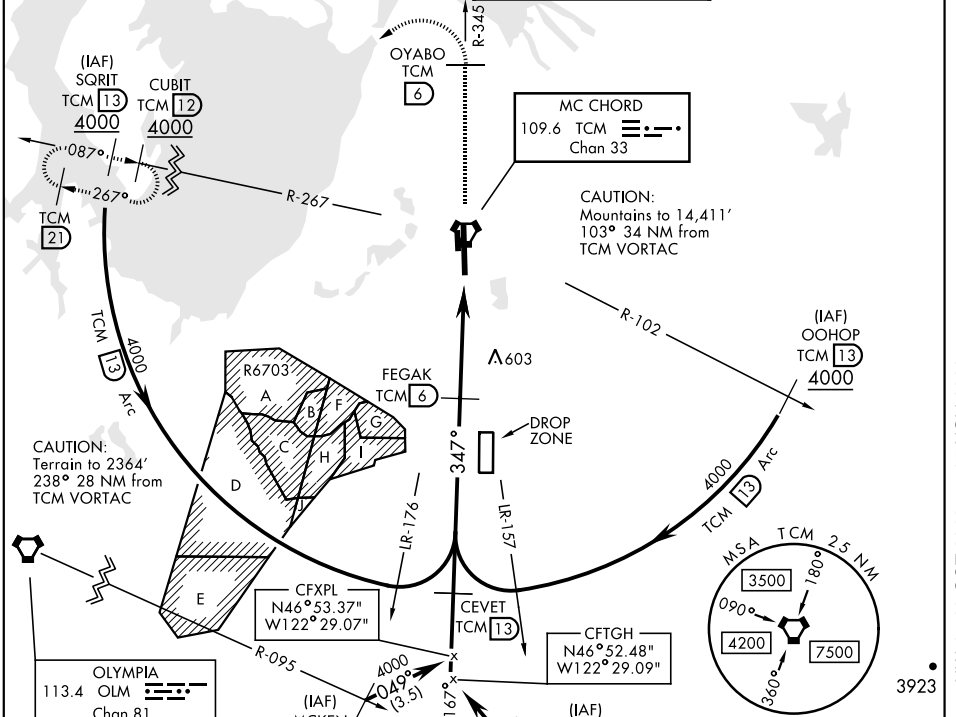 R-345
OYABO
TCM
6
(IAF)
SQRIT
TCM 13
4000
CUBIT
TCM 12
4000
087°
267°
TCM
21
R-267
MC CHORD
109.6 TCM
Chan 33
CAUTION:
Mountains to 14,411'
103° 34 NM from
TCM VORTAC
R-102
(IAF)
OOHOP
TCM 13
4000
TCM 13 Arc
4000
603
FEGAK
TCM 6
R6703
A
B
F
G
C
H
I
D
J
E
347°
DROP
ZONE
CAUTION:
Terrain to 2364'
238° 28 NM from
TCM VORTAC
LR-176
LR-157
4000
TCM 13 Arc
MSA TCM 25 NM
3500
180°
090°
4200
7500
360°
CFXPL
N46°53.37"
W122°29.07"
CEVET
TCM 13
CFTGH
N46°52.48"
W122°29.09"
R-095
OLYMPIA
113.4 OLM
Chan 81
4000
049°
(3.5)
(IAF)
167°
(IAF)
3923